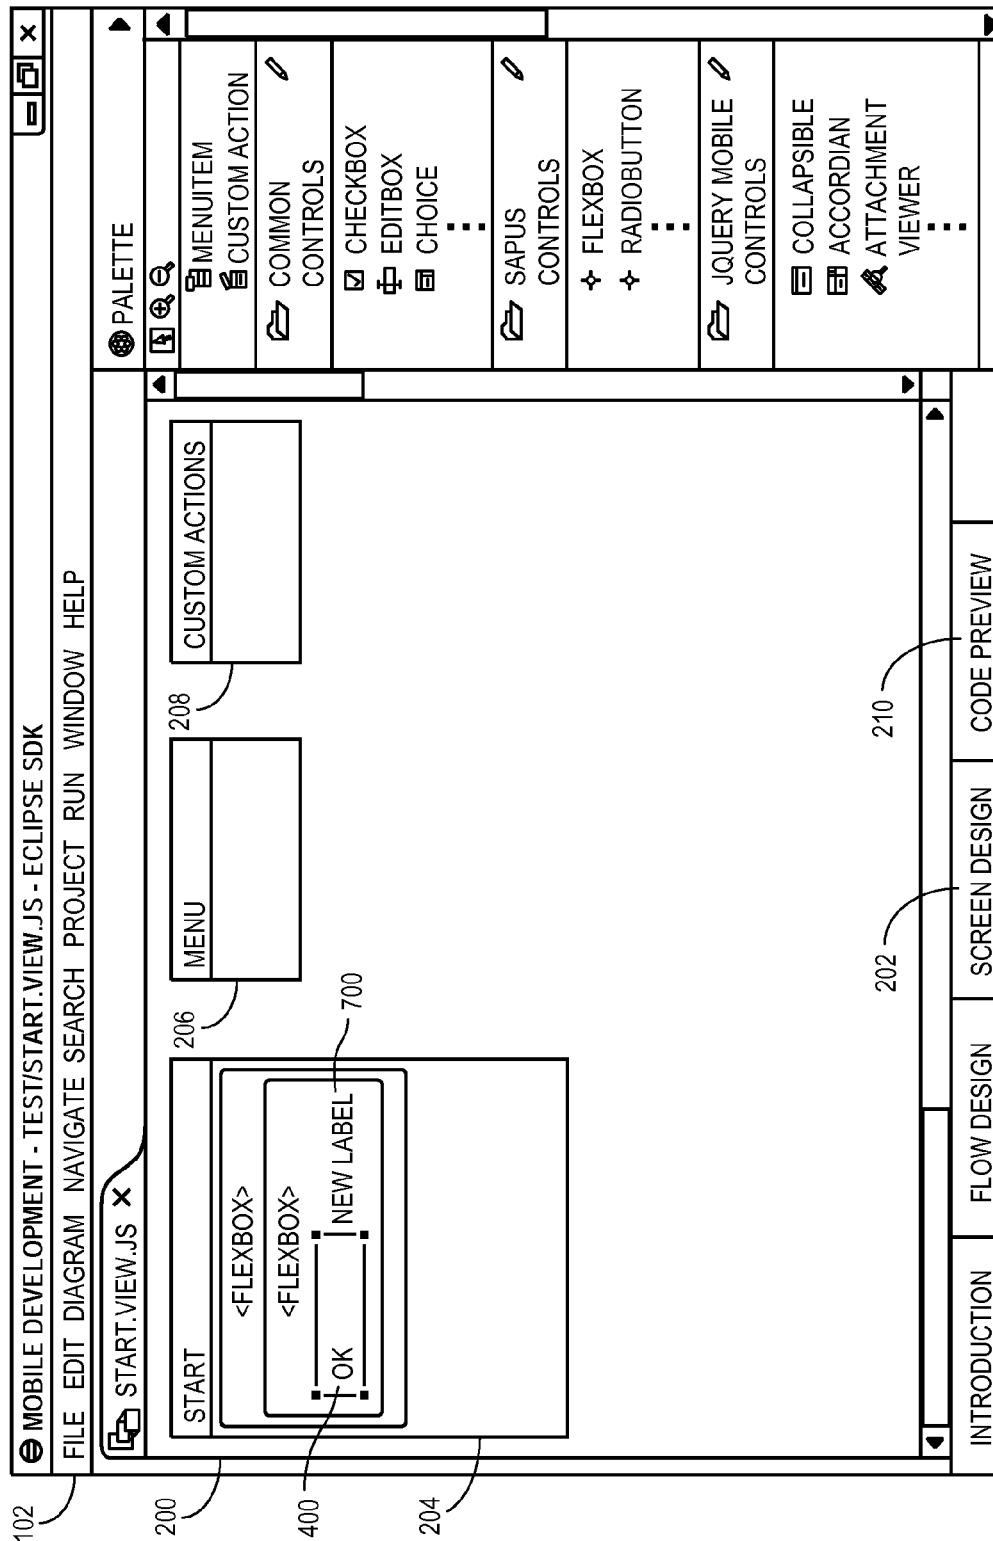 MOBILE DEVELOPMENT - TEST/START.VIEW.JS - ECLIPSE SDK
FILE EDIT DIAGRAM NAVIGATE SEARCH PROJECT RUN WINDOW HELP
102
START.VIEW.JS
PALETTE
200
START
<FLEXBOX>
<FLEXBOX>
OK
NEW LABEL
400
700
204
MENU
206
CUSTOM ACTIONS
208
MENUITEM
CUSTOM ACTION
COMMON
CONTROLS
CHECKBOX
EDITBOX
CHOICE
SAPUS
CONTROLS
FLEXBOX
RADIOBUTTON
JQUERY MOBILE
CONTROLS
COLLAPSIBLE
ACCORDIAN
ATTACHMENT
VIEWER
202
210
INTRODUCTION
FLOW DESIGN
SCREEN DESIGN
CODE PREVIEW